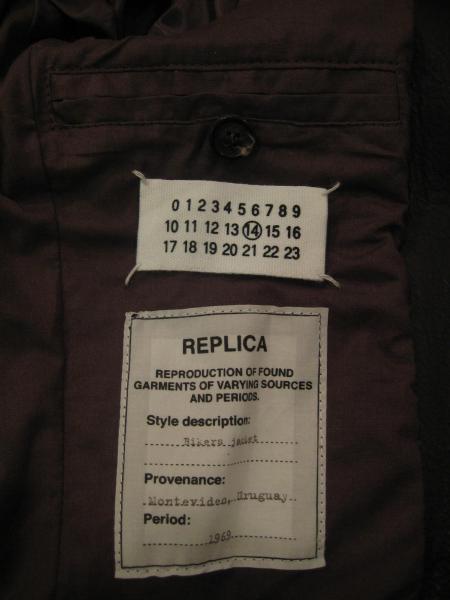 0 1 2 3 4 5 6 7 8 9
10 11 12 13 14 15 16
17 18 19 20 21 22 23
REPLICA
REPRODUCTION OF FOUND
GARMENTS OF VARYING SOURCES
AND PERIODS.
Style description:
Bikers jacket
Provenance:
Montevideo, Uruguay
Period:
1969